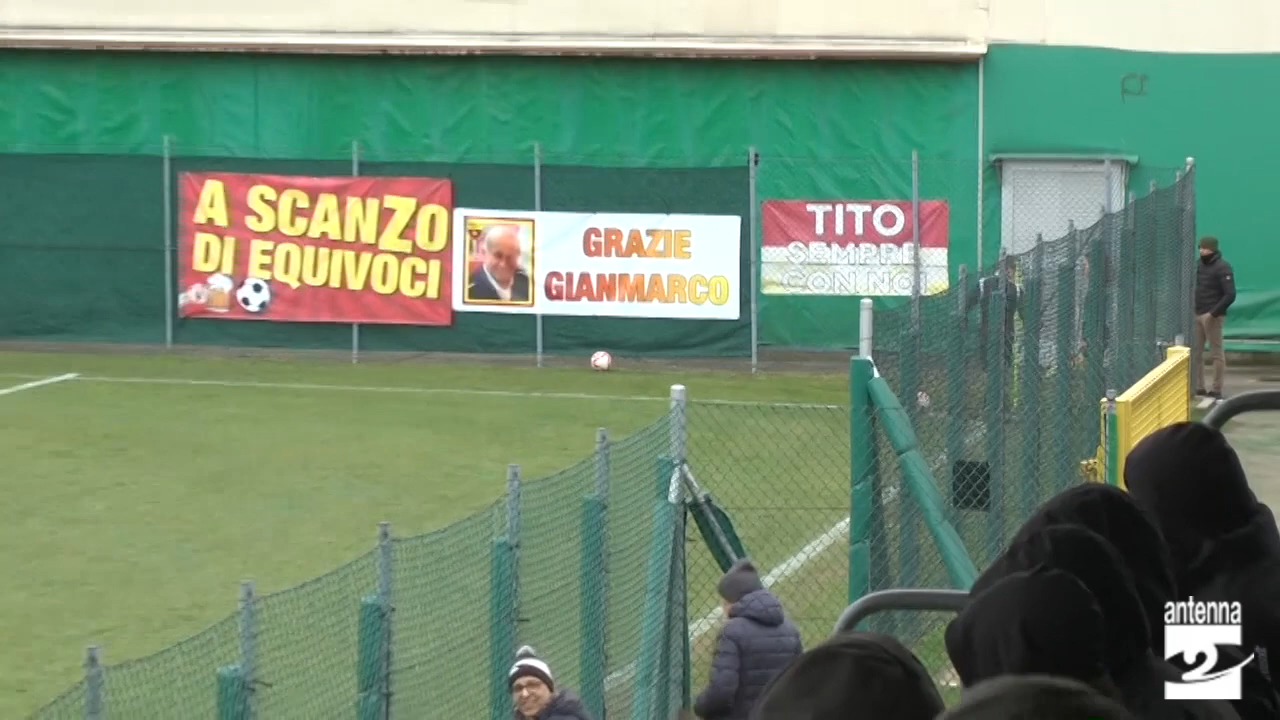 A SCANZO
DI EQUIVOCI
GRAZIE
GIANMARCO
TITO
SEMPRE
CON NOI
antenna
2